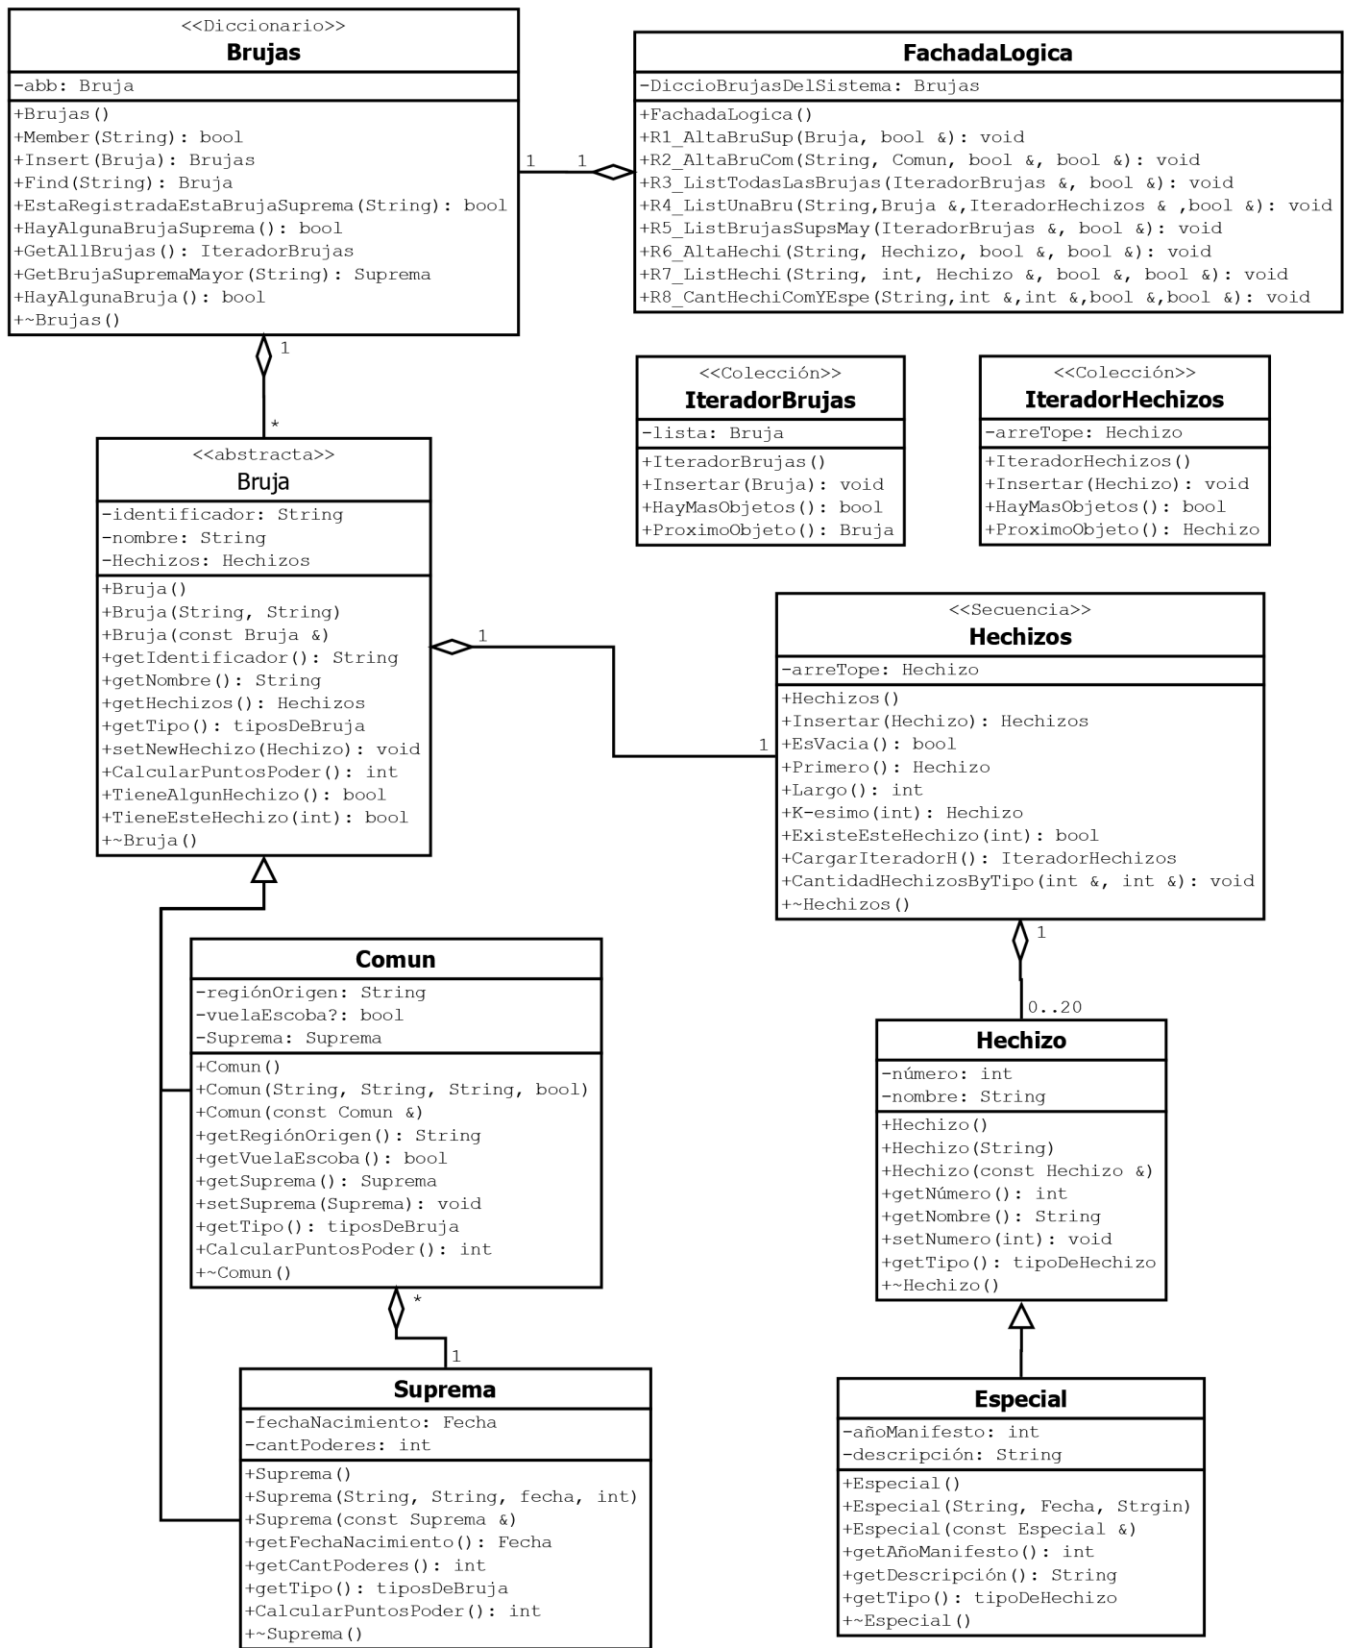 <<Diccionario>>
Brujas
-abb: Bruja
+Brujas()
+Member(String): bool
+Insert(Bruja): Brujas
+Find(String): Bruja
+EstaRegistradaEstaBrujaSuprema(String): bool
+HayAlgunaBrujaSuprema(): bool
+GetAllBrujas(): IteradorBrujas
+GetBrujaSupremaMayor(String): Suprema
+HayAlgunaBruja(): bool
+~Brujas()
1
1
FachadaLogica
-DiccioBrujasDelSistema: Brujas
+FachadaLogica()
+R1_AltaBruSup(Bruja, bool &): void
+R2_AltaBruCom(String, Comun, bool &, bool &): void
+R3_ListTodasLasBrujas(IteradorBrujas &, bool &): void
+R4_ListUnaBru(String,Bruja &,IteradorHechizos & ,bool &): void
+R5_ListBrujasSupsMay(IteradorBrujas &, bool &): void
+R6_AltaHechi(String, Hechizo, bool &, bool &): void
+R7_ListHechi(String, int, Hechizo &, bool &, bool &): void
+R8_CantHechiComYEspe(String,int &,int &,bool &,bool &): void
1
*
<<Colección>>
IteradorBrujas
-lista: Bruja
+IteradorBrujas()
+Insertar(Bruja): void
+HayMasObjetos(): bool
+ProximoObjeto(): Bruja
<<Colección>>
IteradorHechizos
-arreTope: Hechizo
+IteradorHechizos()
+Insertar(Hechizo): void
+HayMasObjetos(): bool
+ProximoObjeto(): Hechizo
<<abstracta>>
Bruja
-identificador: String
-nombre: String
-Hechizos: Hechizos
+Bruja()
+Bruja(String, String)
+Bruja(const Bruja &)
+getIdentificador(): String
+getNombre(): String
+getHechizos(): Hechizos
+getTipo(): tiposDeBruja
+setNewHechizo(Hechizo): void
+CalcularPuntosPoder(): int
+TieneAlgunHechizo(): bool
+TieneEsteHechizo(int): bool
+~Bruja()
1
1
<<Secuencia>>
Hechizos
-arreTope: Hechizo
+Hechizos()
+Insertar(Hechizo): Hechizos
+EsVacia(): bool
+Primero(): Hechizo
+Largo(): int
+K-esimo(int): Hechizo
+ExisteEsteHechizo(int): bool
+CargarIteradorH(): IteradorHechizos
+CantidadHechizosByTipo(int &, int &): void
+~Hechizos()
1
0..20
Comun
-regiónOrigen: String
-vuelaEscoba?: bool
-Suprema: Suprema
+Comun()
+Comun(String, String, String, bool)
+Comun(const Comun &)
+getRegiónOrigen(): String
+getVuelaEscoba(): bool
+getSuprema(): Suprema
+setSuprema(Suprema): void
+getTipo(): tiposDeBruja
+CalcularPuntosPoder(): int
+~Comun()
*
1
Hechizo
-número: int
-nombre: String
+Hechizo()
+Hechizo(String)
+Hechizo(const Hechizo &)
+getNúmero(): int
+getNombre(): String
+setNumero(int): void
+getTipo(): tipoDeHechizo
+~Hechizo()
Suprema
-fechaNacimiento: Fecha
-cantPoderes: int
+Suprema()
+Suprema(String, String, fecha, int)
+Suprema(const Suprema &)
+getFechaNacimiento(): Fecha
+getCantPoderes(): int
+getTipo(): tiposDeBruja
+CalcularPuntosPoder(): int
+~Suprema()
Especial
-añoManifesto: int
-descripción: String
+Especial()
+Especial(String, Fecha, Strgin)
+Especial(const Especial &)
+getAñoManifesto(): int
+getDescripción(): String
+getTipo(): tipoDeHechizo
+~Especial()